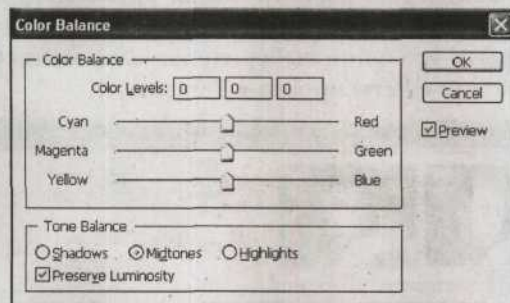 Color Balance
Color Balance
Color Levels: 0 0 0
Cyan Red
Magenta Green
Yellow Blue
OK
Cancel
Preview
Tone Balance
Shadows Midtones Highlights
Preserve Luminosity